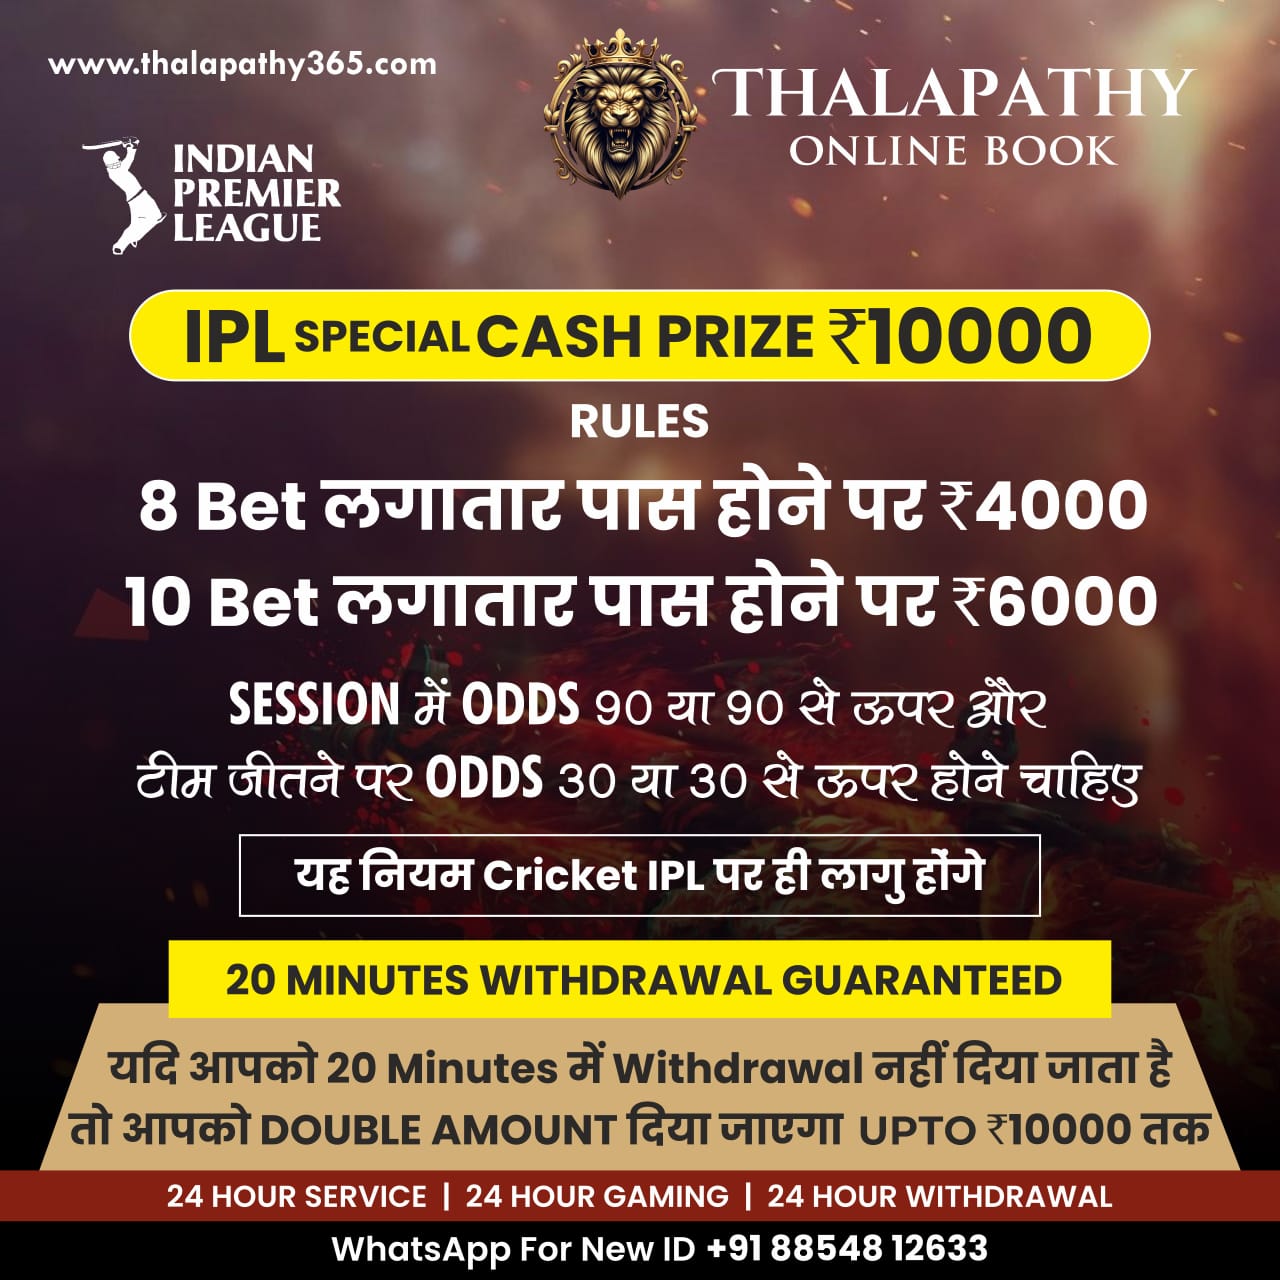 www.thalapathy365.com
THALAPATHY
ONLINE BOOK
INDIAN
PREMIER
LEAGUE
IPL SPECIAL CASH PRIZE ₹10000
RULES
8 Bet लगातार पास होने पर ₹4000
10 Bet लगातार पास होने पर ₹6000
SESSION में ODDS 90 या 90 से ऊपर और
टीम जीतने पर ODDS 30 या 30 से ऊपर होने चाहिए
यह नियम Cricket IPL पर ही लागु होंगे
20 MINUTES WITHDRAWAL GUARANTEED
यदि आपको 20 Minutes में Withdrawal नहीं दिया जाता है
तो आपको DOUBLE AMOUNT दिया जाएगा UPTO ₹10000 तक
24 HOUR SERVICE | 24 HOUR GAMING | 24 HOUR WITHDRAWAL
WhatsApp For New ID +91 88548 12633